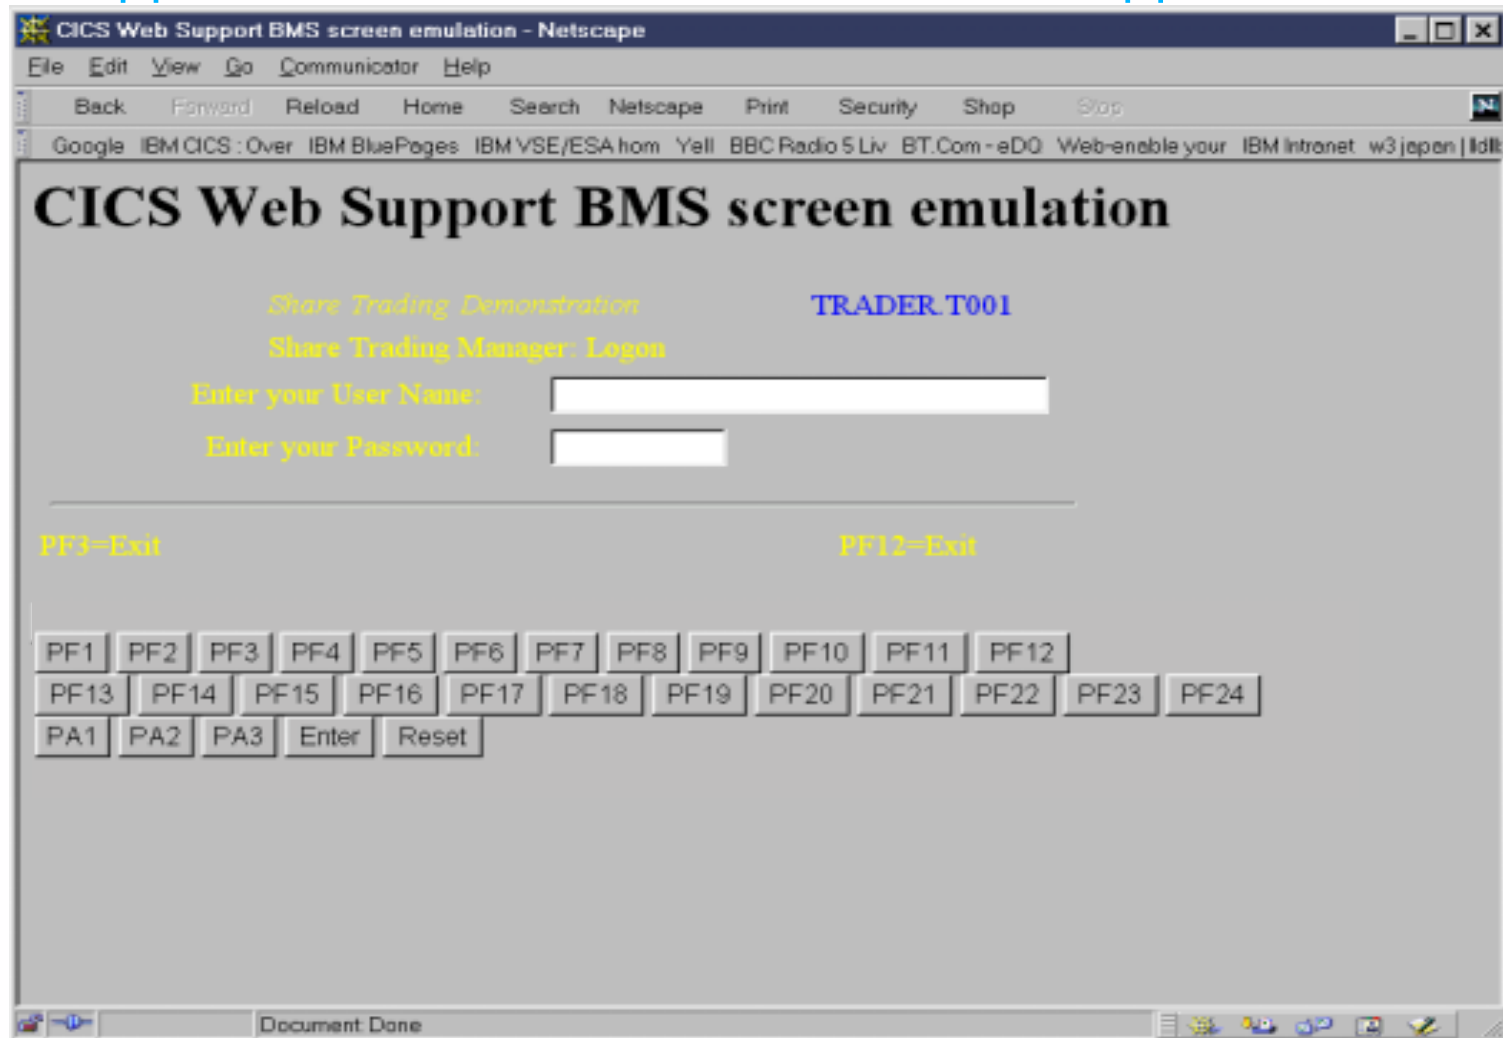 CICS Web Support BMS screen emulation - Netscape
File Edit View Go Communicator Help
Back Forward Reload Home Search Netscape Print Security Shop Stop
Google IBM CICS : Over IBM BluePages IBM VSE/ESA hom Yell BBC Radio 5 Liv BT.Com - eDQ Web-enable your IBM Intranet w3 japan |
CICS Web Support BMS screen emulation
Share Trading Demonstration TRADER.T001
Share Trading Manager: Logon
Enter your User Name:
Enter your Password:
PF3=Exit PF12=Exit
PF1 PF2 PF3 PF4 PF5 PF6 PF7 PF8 PF9 PF10 PF11 PF12
PF13 PF14 PF15 PF16 PF17 PF18 PF19 PF20 PF21 PF22 PF23 PF24
PA1 PA2 PA3 Enter Reset
Document: Done